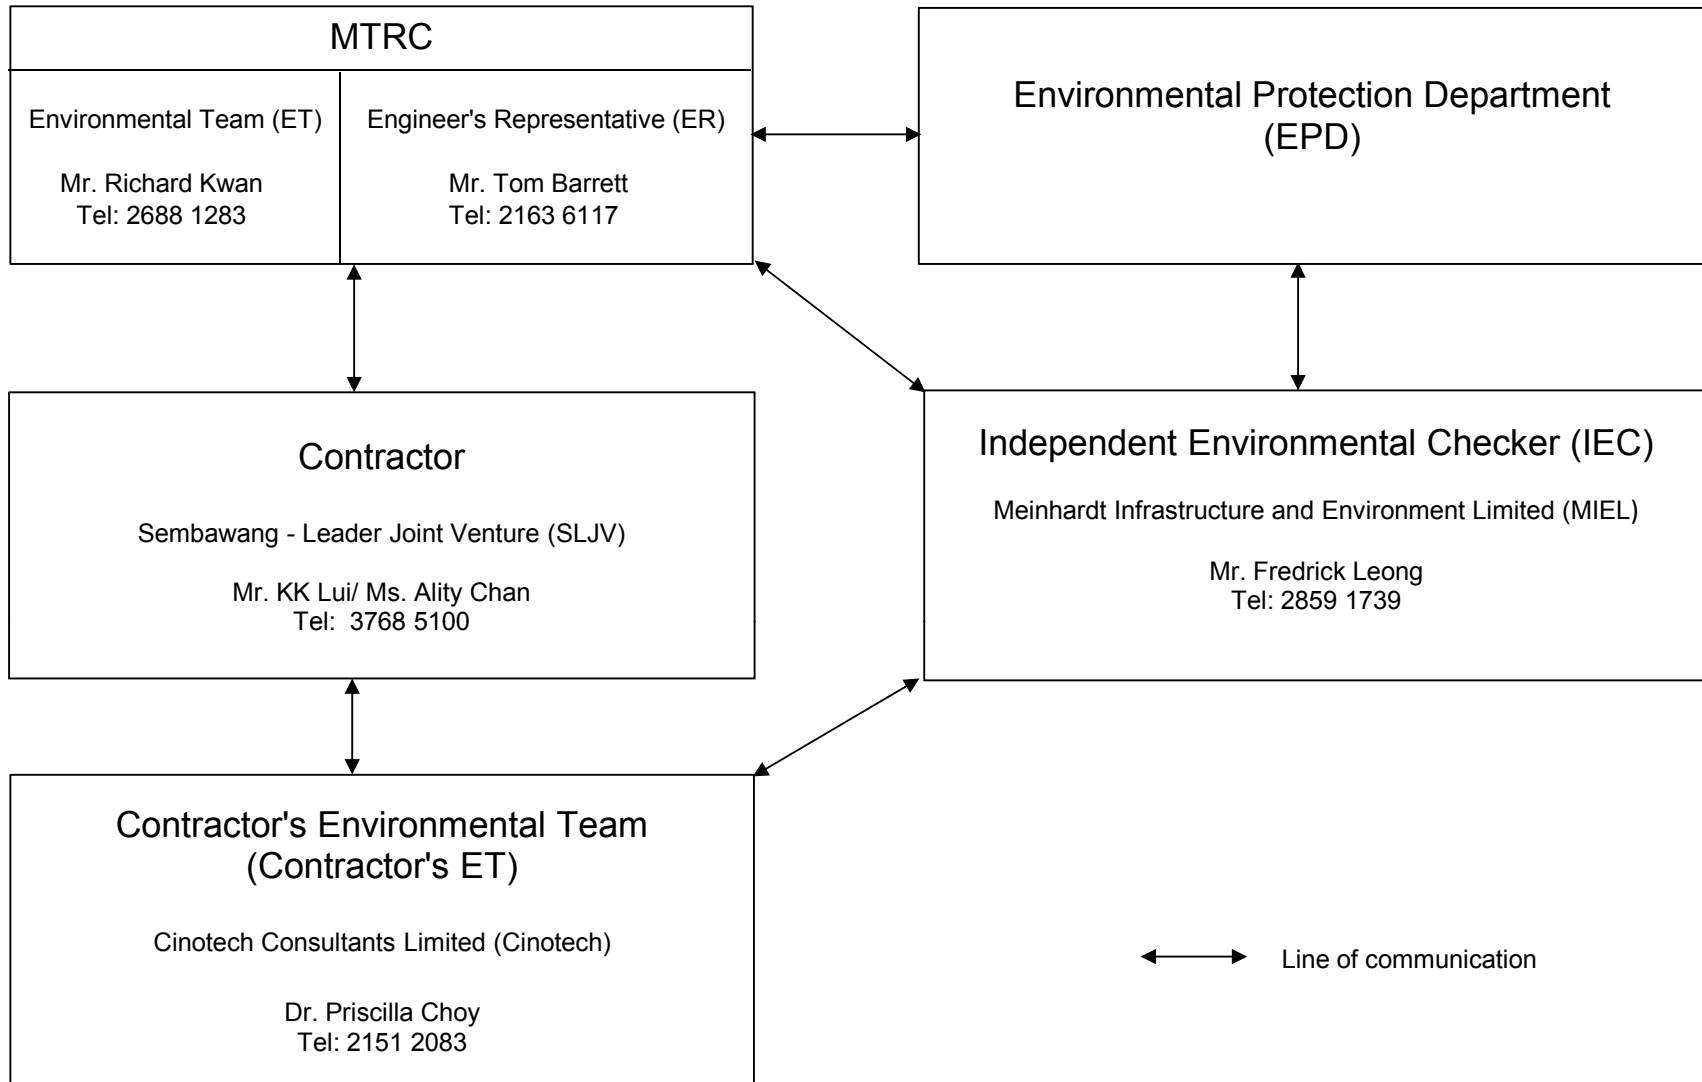 MTRC
Environmental Team (ET)
Mr. Richard Kwan
Tel: 2688 1283
Engineer's Representative (ER)
Mr. Tom Barrett
Tel: 2163 6117
Environmental Protection Department
(EPD)
Contractor
Sembawang - Leader Joint Venture (SLJV)
Mr. KK Lui/ Ms. Ality Chan
Tel:  3768 5100
Independent Environmental Checker (IEC)
Meinhardt Infrastructure and Environment Limited (MIEL)
Mr. Fredrick Leong
Tel: 2859 1739
Contractor's Environmental Team
(Contractor's ET)
Cinotech Consultants Limited (Cinotech)
Dr. Priscilla Choy
Tel: 2151 2083
Line of communication